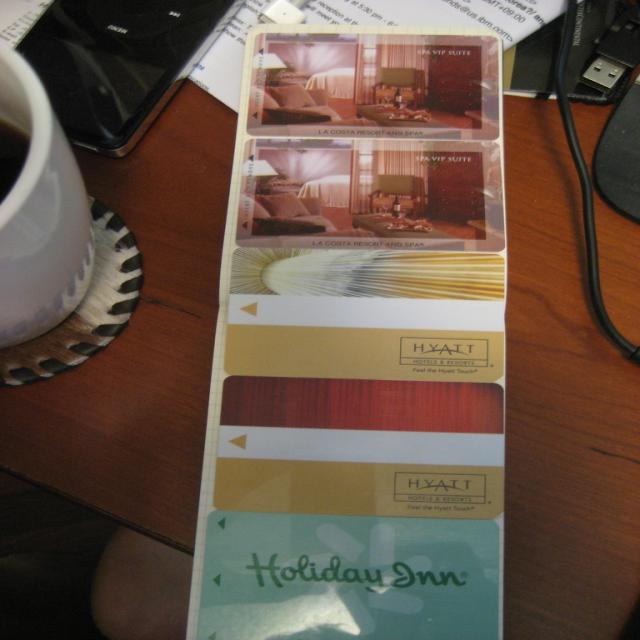 SPA VIP SUITE
LA COSTA RESORT AND SPA
SPA VIP SUITE
LA COSTA RESORT AND SPA
HYATT
HOTELS & RESORTS
Feel the Hyatt Touch®
HYATT
HOTELS & RESORTS
Feel the Hyatt Touch®
Holiday Inn